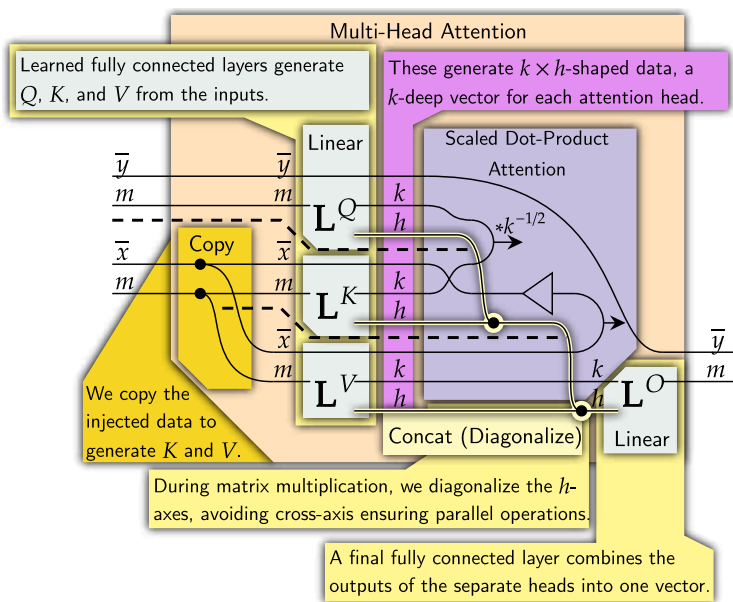 Multi-Head Attention
Learned fully connected layers generate
Q, K, and V from the inputs.
These generate k × h-shaped data, a
k-deep vector for each attention head.
Linear
Scaled Dot-Product
Attention
y̅ y̅
m m k
L^Q h
*k^{-1/2}
Copy
x̅ x̅
m m k
L^K h
x̅
m k k
L^V h h
y̅
m
L^O
Linear
We copy the
injected data to
generate K and V.
Concat (Diagonalize)
During matrix multiplication, we diagonalize the h-
axes, avoiding cross-axis ensuring parallel operations.
A final fully connected layer combines the
outputs of the separate heads into one vector.